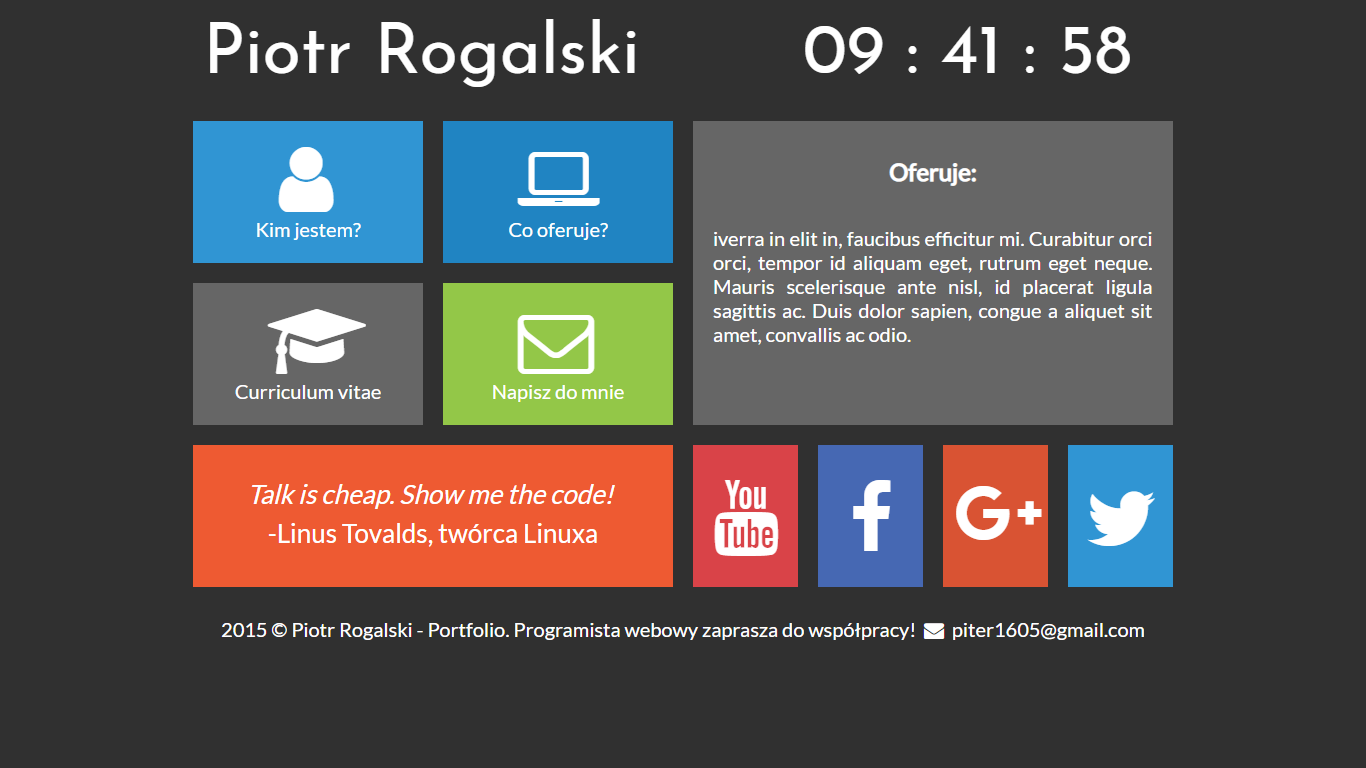 Piotr Rogalski
09 : 41 : 58
Kim jestem?
Co oferuje?
Curriculum vitae
Napisz do mnie
Oferuje:
iverra in elit in, faucibus efficitur mi. Curabitur orci
orci, tempor id aliquam eget, rutrum eget neque.
Mauris scelerisque ante nisl, id placerat ligula
sagittis ac. Duis dolor sapien, congue a aliquet sit
amet, convallis ac odio.
Talk is cheap. Show me the code!
-Linus Tovalds, twórca Linuxa
You
Tube
f
G+
2015 © Piotr Rogalski - Portfolio. Programista webowy zaprasza do współpracy! piter1605@gmail.com